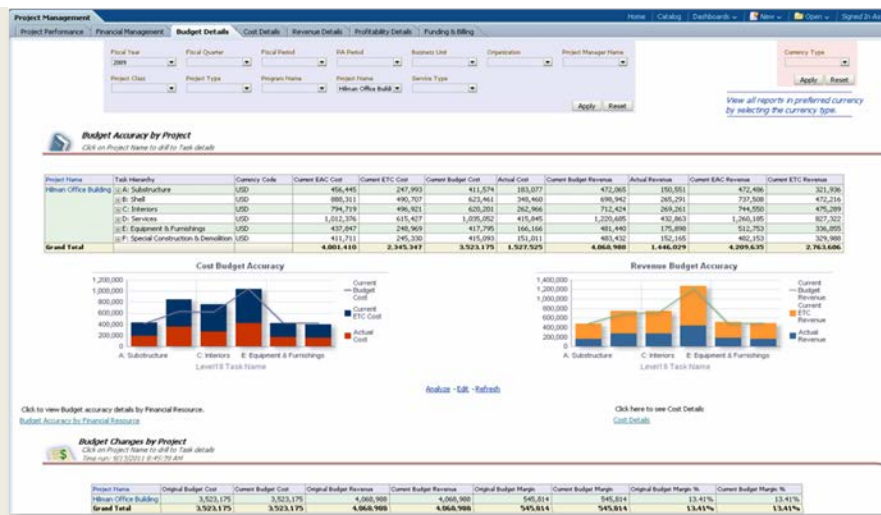 Project Management
Home Catalog Dashboards New Open Signed In As
Project Performance Financial Management Budget Details Cost Details Revenue Details Profitability Details Funding & Billing
Fiscal Year Fiscal Quarter Fiscal Period PA Period Business Unit Organization Project Manager Name Currency Type
2009
Project Class Project Type Program Name Project Name Service Type
Hilman Office Buildi
Apply Reset
Apply Reset
View all reports in preferred currency
by selecting the currency type.
Budget Accuracy by Project
Click on Project Name to drill to Task details
Project Name Task Hierarchy Currency Code Current EAC Cost Current ETC Cost Current Budget Cost Actual Cost Current Budget Revenue Actual Revenue Current EAC Revenue Current ETC Revenue
Hilman Office Building A: Substructure USD 456,445 247,993 411,574 183,077 472,065 150,551 472,486 321,936
B: Shell USD 888,311 490,707 623,461 348,460 698,942 265,291 737,508 472,216
C: Interiors USD 794,719 496,921 620,201 262,966 712,424 269,261 744,550 475,289
D: Services USD 1,012,376 615,427 1,035,052 415,845 1,220,685 432,863 1,260,185 827,322
E: Equipment & Furnishings USD 437,847 248,969 417,795 166,166 481,440 175,898 512,753 336,855
F: Special Construction & Demolition USD 411,711 245,330 415,093 151,011 483,432 152,165 482,153 329,988
Grand Total 4,001,410 2,345,347 3,523,175 1,527,525 4,068,988 1,446,029 4,209,635 2,763,606
Cost Budget Accuracy
1,200,000
1,000,000
800,000
600,000
400,000
200,000
0
A: Substructure C: Interiors E: Equipment & Furnishings
Level18 Task Name
Current
Budget
Cost
Current
ETC Cost
Actual
Cost
Revenue Budget Accuracy
1,400,000
1,200,000
1,000,000
800,000
600,000
400,000
200,000
0
A: Substructure C: Interiors E: Equipment & Furnishings
Level18 Task Name
Current
Budget
Revenue
Current
ETC
Revenue
Actual
Revenue
Analyze - Edit - Refresh
Click to view Budget accuracy details by Financial Resource.
Budget Accuracy by Financial Resource
Click here to see Cost Details
Cost Details
Budget Changes by Project
Click on Project Name to drill to Task details
Time run: 9/13/2011 8:45:39 AM
Project Name Original Budget Cost Current Budget Cost Original Budget Revenue Current Budget Revenue Original Budget Margin Current Budget Margin Original Budget Margin % Current Budget Margin %
Hilman Office Building 3,523,175 3,523,175 4,068,988 4,068,988 545,814 545,814 13.41% 13.41%
Grand Total 3,523,175 3,523,175 4,068,988 4,068,988 545,814 545,814 13.41% 13.41%